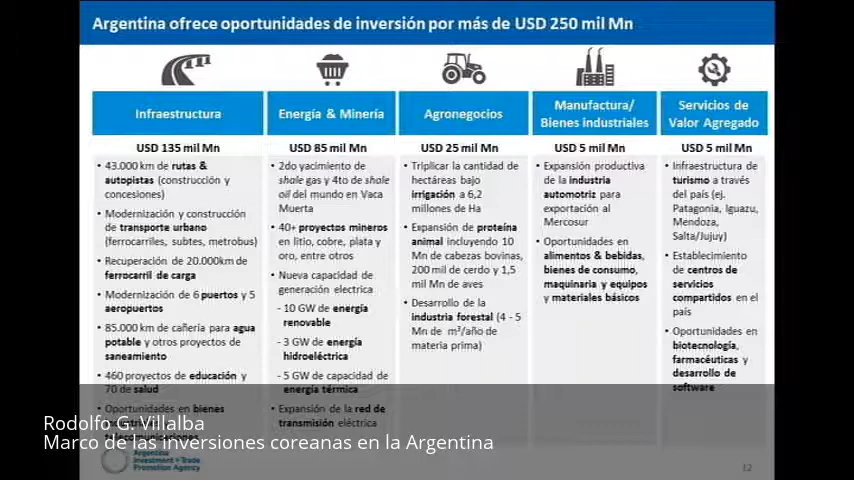 Argentina ofrece oportunidades de inversión por más de USD 250 mil Mn
Infraestructura
USD 135 mil Mn
• 43.000 km de rutas &
autopistas (construcción y
concesiones)
• Modernización y construcción
de transporte urbano
(ferrocarriles, subtes, metrobus)
• Recuperación de 20.000km de
ferrocarril de carga
• Modernización de 6 puertos y 5
aeropuertos
• 85.000 km de cañería para agua
potable y otros proyectos de
saneamiento
• 460 proyectos de educación y
70 de salud
• Oportunidades en bienes
telecomunicaciones
Energía & Minería
USD 85 mil Mn
• 2do yacimiento de
shale gas y 4to de shale
oil del mundo en Vaca
Muerta
• 40+ proyectos mineros
en litio, cobre, plata y
oro, entre otros
• Nueva capacidad de
generación electrica
- 10 GW de energía
renovable
- 3 GW de energía
hidroeléctrica
- 5 GW de capacidad de
energía térmica
• Expansión de la red de
transmisión eléctrica
Agronegocios
USD 25 mil Mn
• Triplicar la cantidad de
hectáreas bajo
irrigación a 6,2
millones de Ha
• Expansión de proteína
animal incluyendo 10
Mn de cabezas bovinas,
200 mil de cerdo y 1,5
mil Mn de aves
• Desarrollo de la
industria forestal (4 - 5
Mn de m³/año de
materia prima)
Manufactura/
Bienes industriales
USD 5 mil Mn
• Expansión productiva
de la industria
automotriz para
exportación al
Mercosur
• Oportunidades en
alimentos & bebidas,
bienes de consumo,
maquinaria y equipos
y materiales básicos
Servicios de
Valor Agregado
USD 5 mil Mn
• Infraestructura de
turismo a través
del país (ej.
Patagonia, Iguazu,
Mendoza,
Salta/Jujuy)
• Establecimiento
de centros de
servicios
compartidos en el
país
• Oportunidades en
biotecnología,
farmacéuticas y
desarrollo de
software
Rodolfo G. Villalba
Marco de las inversiones coreanas en la Argentina
Argentina
Investment + Trade
Promotion Agency
12